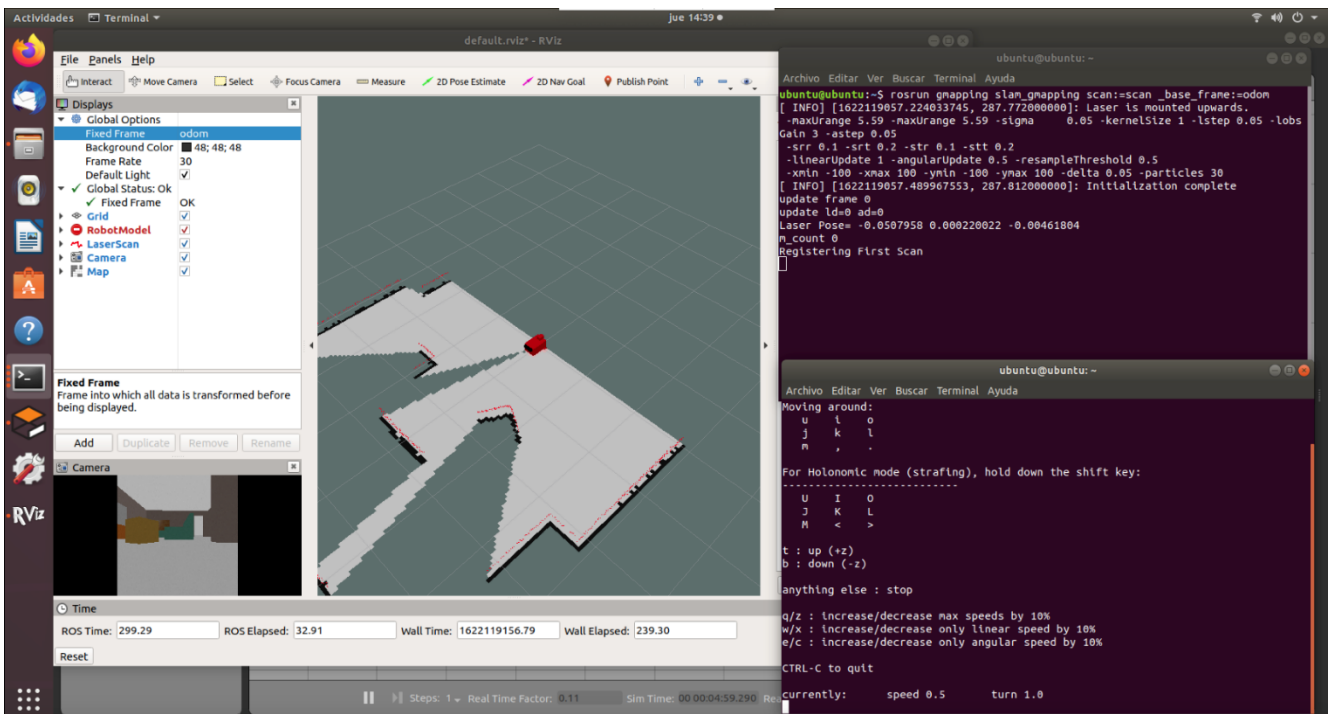 Actividades Terminal jue 14:39
default.rviz* - RViz
File Panels Help
Interact Move Camera Select Focus Camera Measure 2D Pose Estimate 2D Nav Goal Publish Point
Displays
Global Options
Fixed Frame odom
Background Color 48; 48; 48
Frame Rate 30
Default Light ✓
Global Status: Ok
Fixed Frame OK
Grid
RobotModel
LaserScan
Camera
Map
Fixed Frame
Frame into which all data is transformed before
being displayed.
Add Duplicate Remove Rename
Camera
RViz
Time
ROS Time: 299.29 ROS Elapsed: 32.91 Wall Time: 1622119156.79 Wall Elapsed: 239.30
Reset
Steps: 1 Real Time Factor: 0.11 Sim Time: 00 00:04:59.290 Rea
ubuntu@ubuntu: ~
Archivo Editar Ver Buscar Terminal Ayuda
ubuntu@ubuntu:~$ rosrun gmapping slam_gmapping scan:=scan _base_frame:=odom
[ INFO] [1622119057.224033745, 287.772000000]: Laser is mounted upwards.
-maxUrange 5.59 -maxUrange 5.59 -sigma 0.05 -kernelSize 1 -lstep 0.05 -lobs
Gain 3 -astep 0.05
-srr 0.1 -srt 0.2 -str 0.1 -stt 0.2
-linearUpdate 1 -angularUpdate 0.5 -resampleThreshold 0.5
-xmin -100 -xmax 100 -ymin -100 -ymax 100 -delta 0.05 -particles 30
[ INFO] [1622119057.489967553, 287.812000000]: Initialization complete
update frame 0
update ld=0 ad=0
Laser Pose= -0.0507958 0.000220022 -0.00461804
m_count 0
Registering First Scan
ubuntu@ubuntu: ~
Archivo Editar Ver Buscar Terminal Ayuda
Moving around:
u i o
j k l
m , .
For Holonomic mode (strafing), hold down the shift key:
---------------------------
U I O
J K L
M < >
t : up (+z)
b : down (-z)
anything else : stop
q/z : increase/decrease max speeds by 10%
w/x : increase/decrease only linear speed by 10%
e/c : increase/decrease only angular speed by 10%
CTRL-C to quit
currently: speed 0.5 turn 1.0